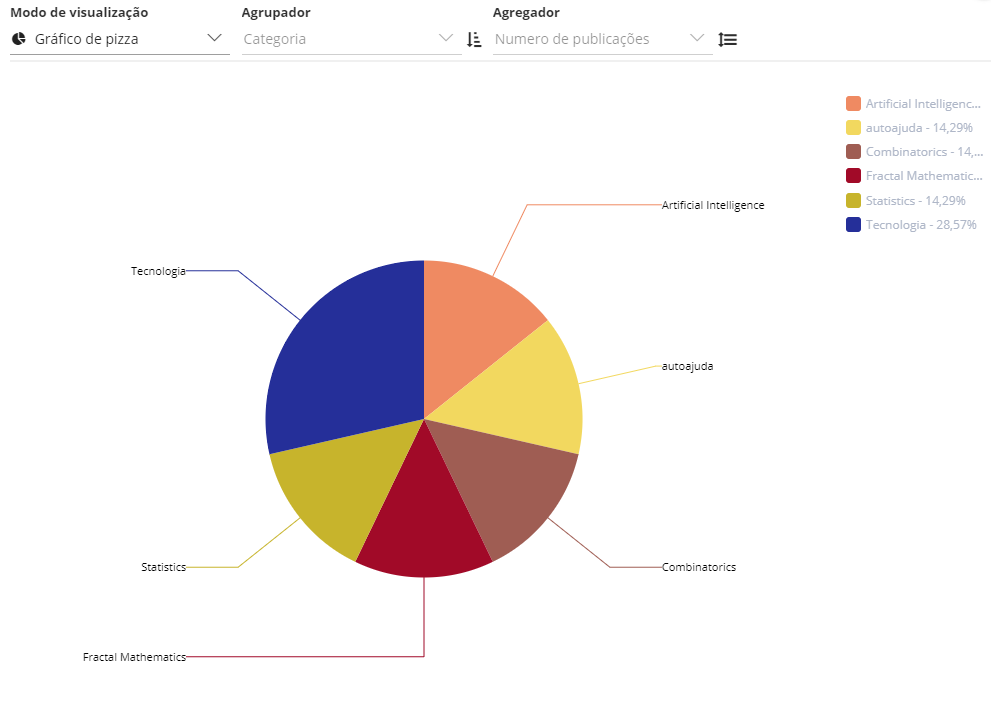 Modo de visualização
Agrupador
Agregador
Gráfico de pizza
Categoria
Numero de publicações
Artificial Intelligenc...
autoajuda - 14,29%
Combinatorics - 14,...
Fractal Mathematic...
Statistics - 14,29%
Tecnologia - 28,57%
Artificial Intelligence
Tecnologia
autoajuda
Statistics
Combinatorics
Fractal Mathematics